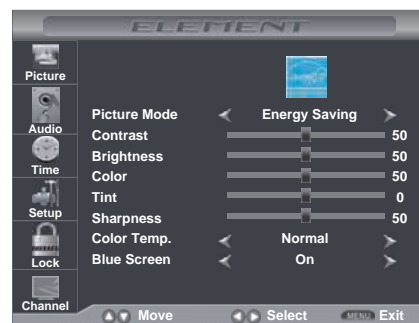 ELEMENT
Picture
Audio
Time
Setup
Lock
Channel
Picture Mode Energy Saving
Contrast 50
Brightness 50
Color 50
Tint 0
Sharpness 50
Color Temp. Normal
Blue Screen On
Move Select MENU Exit